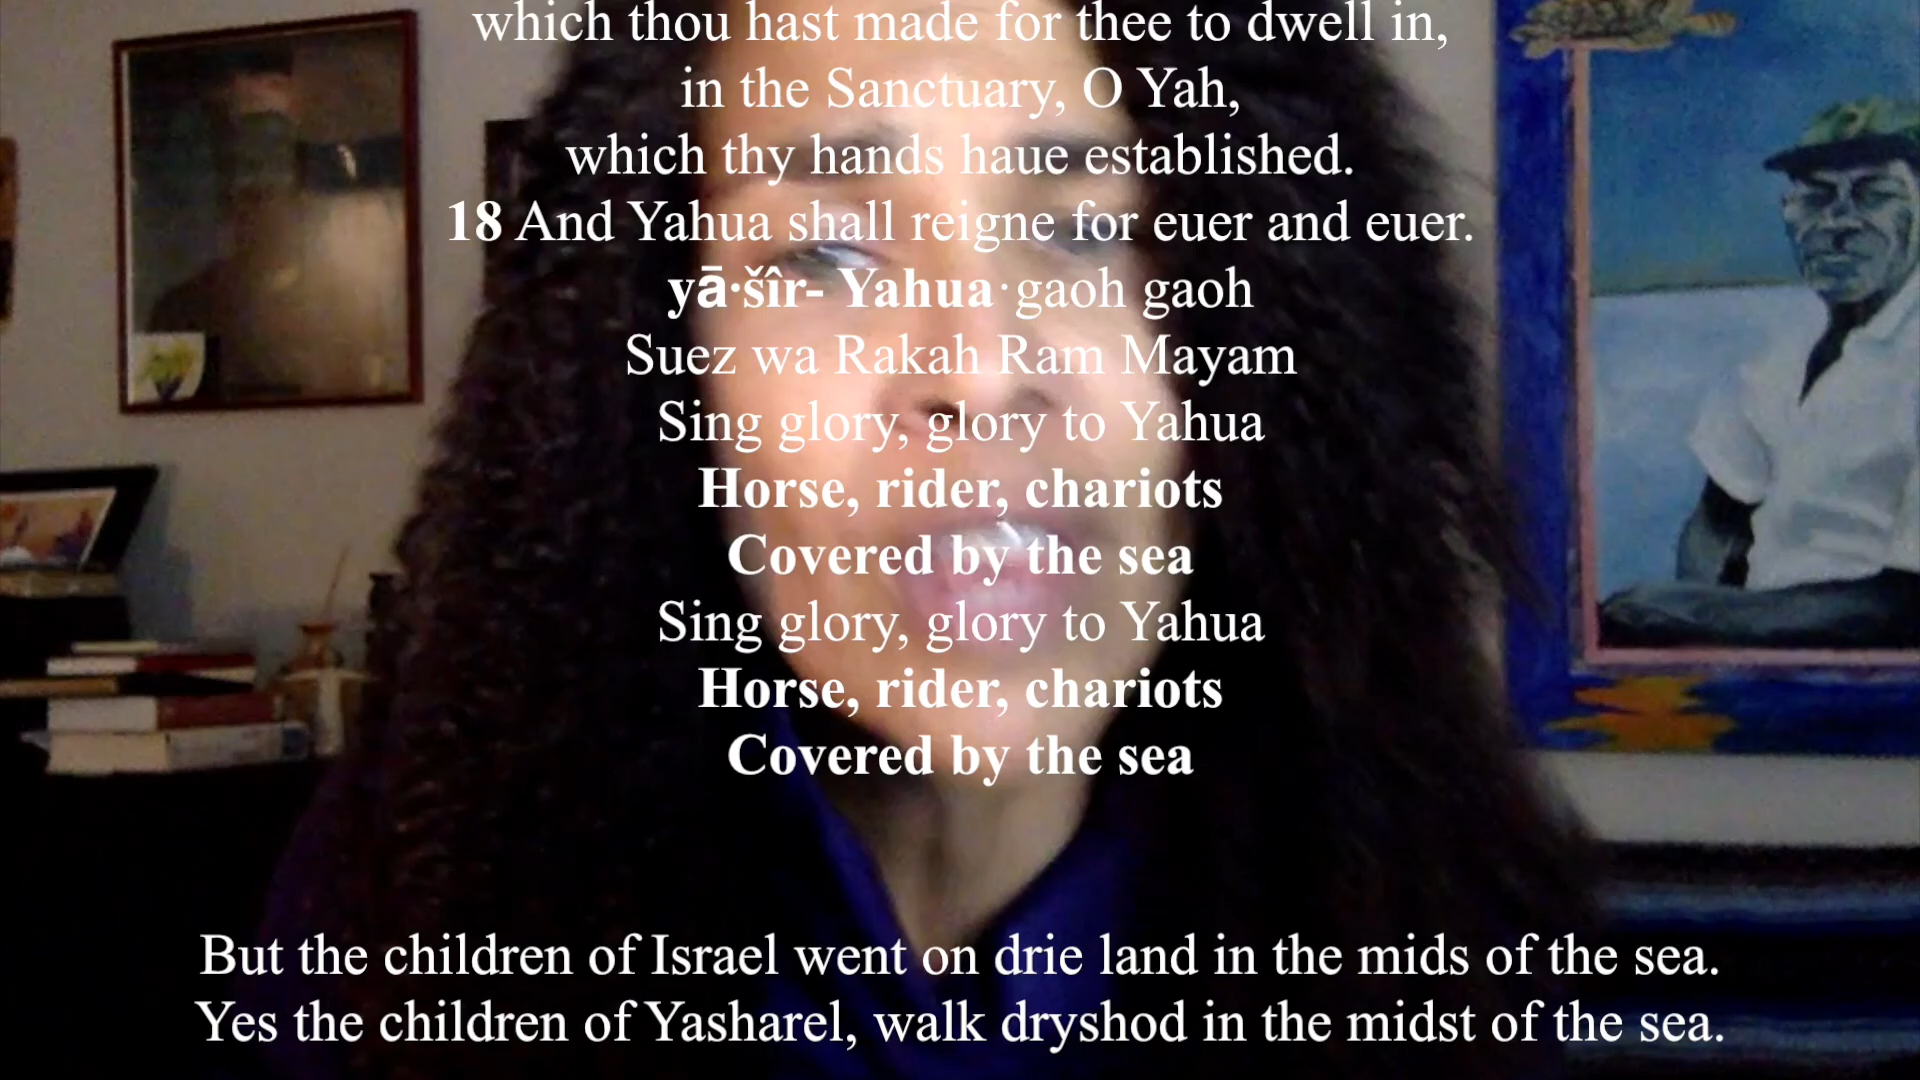 which thou hast made for thee to dwell in,
in the Sanctuary, O Yah,
which thy hands haue established.
18 And Yahua shall reigne for euer and euer.
yā·šîr- Yahua·gaoh gaoh
Suez wa Rakah Ram Mayam
Sing glory, glory to Yahua
Horse, rider, chariots
Covered by the sea
Sing glory, glory to Yahua
Horse, rider, chariots
Covered by the sea
But the children of Israel went on drie land in the mids of the sea.
Yes the children of Yasharel, walk dryshod in the midst of the sea.